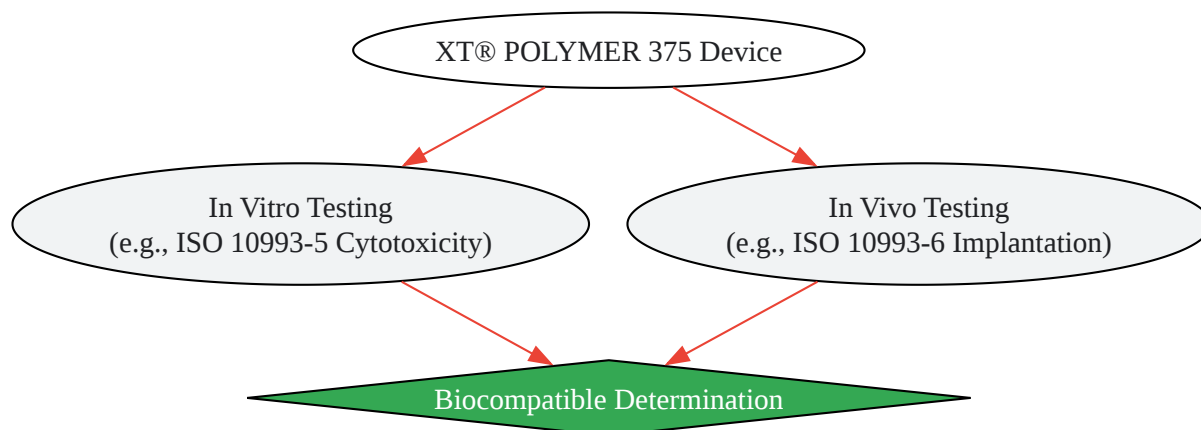 XT® POLYMER 375 Device
In Vitro Testing
(e.g., ISO 10993-5 Cytotoxicity)
In Vivo Testing
(e.g., ISO 10993-6 Implantation)
Biocompatible Determination